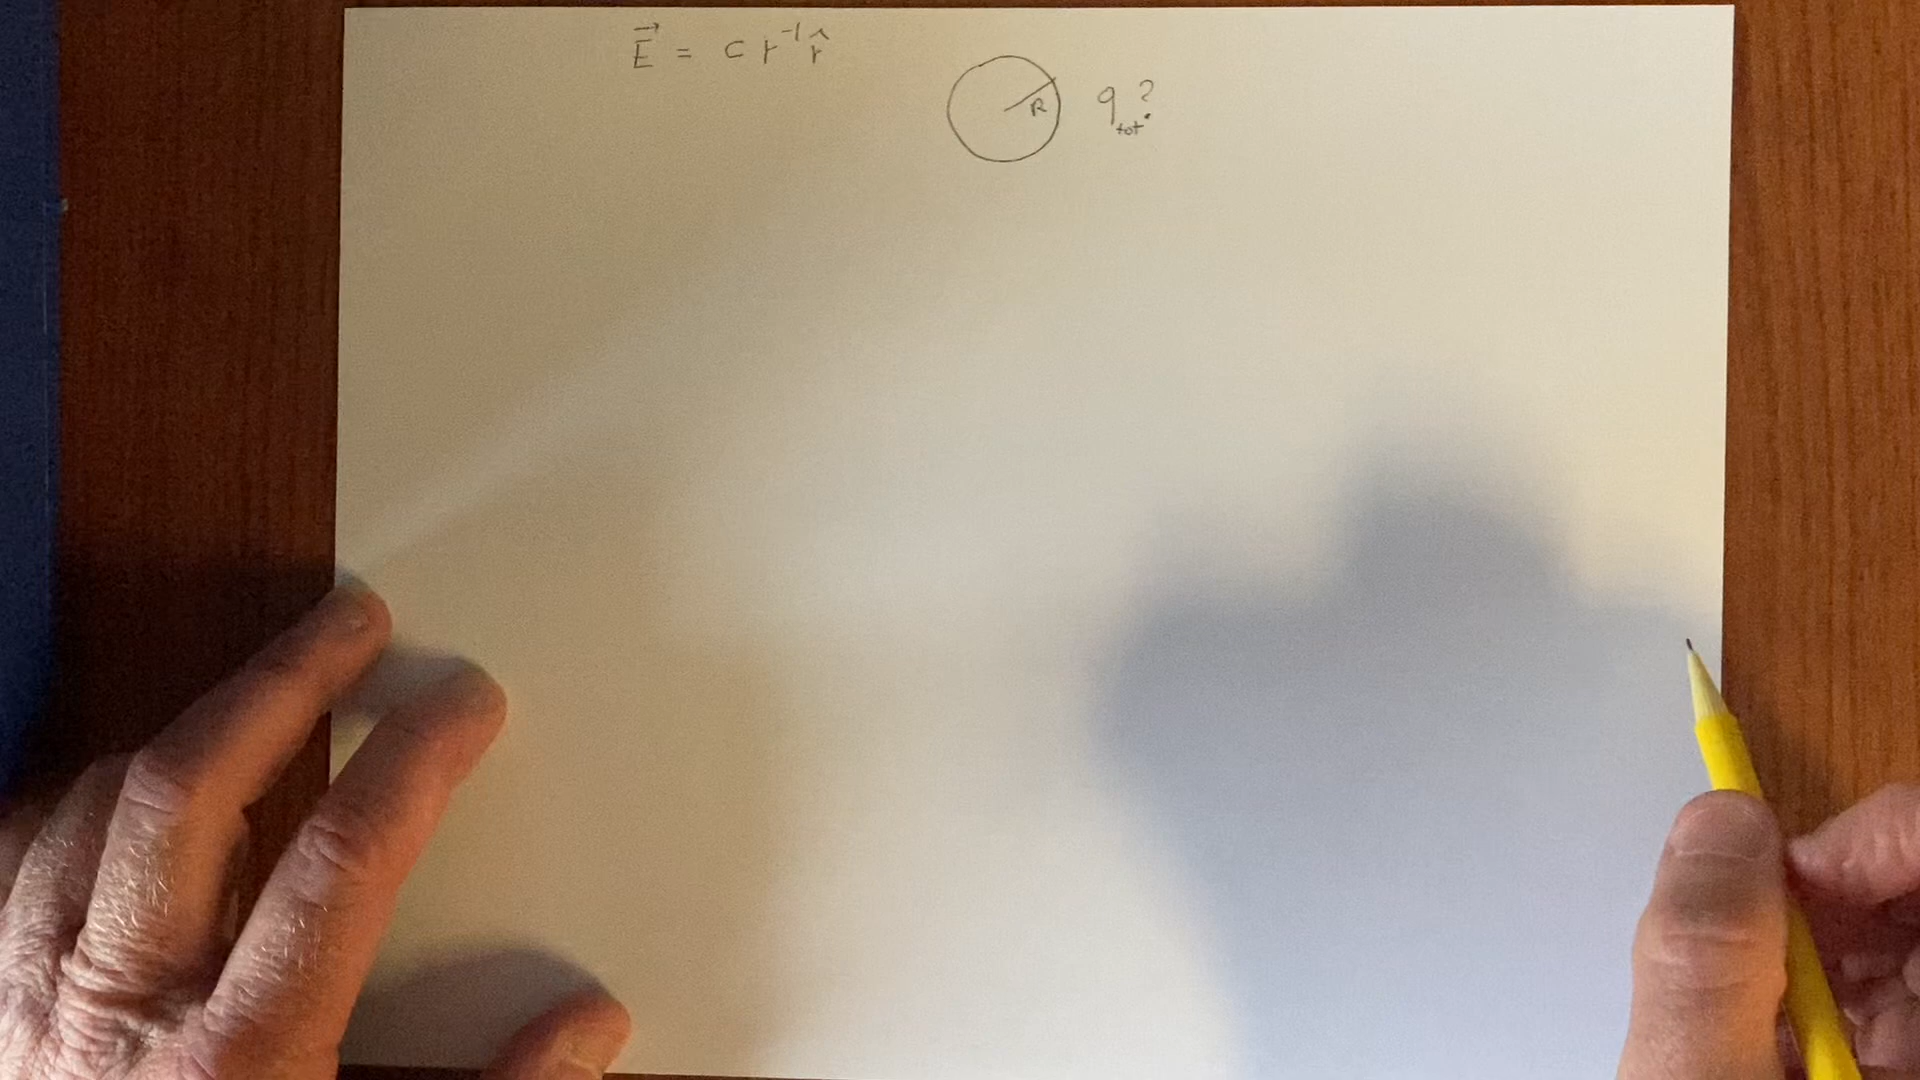 E⃗ = c r⁻¹ r̂
R
q_tot?